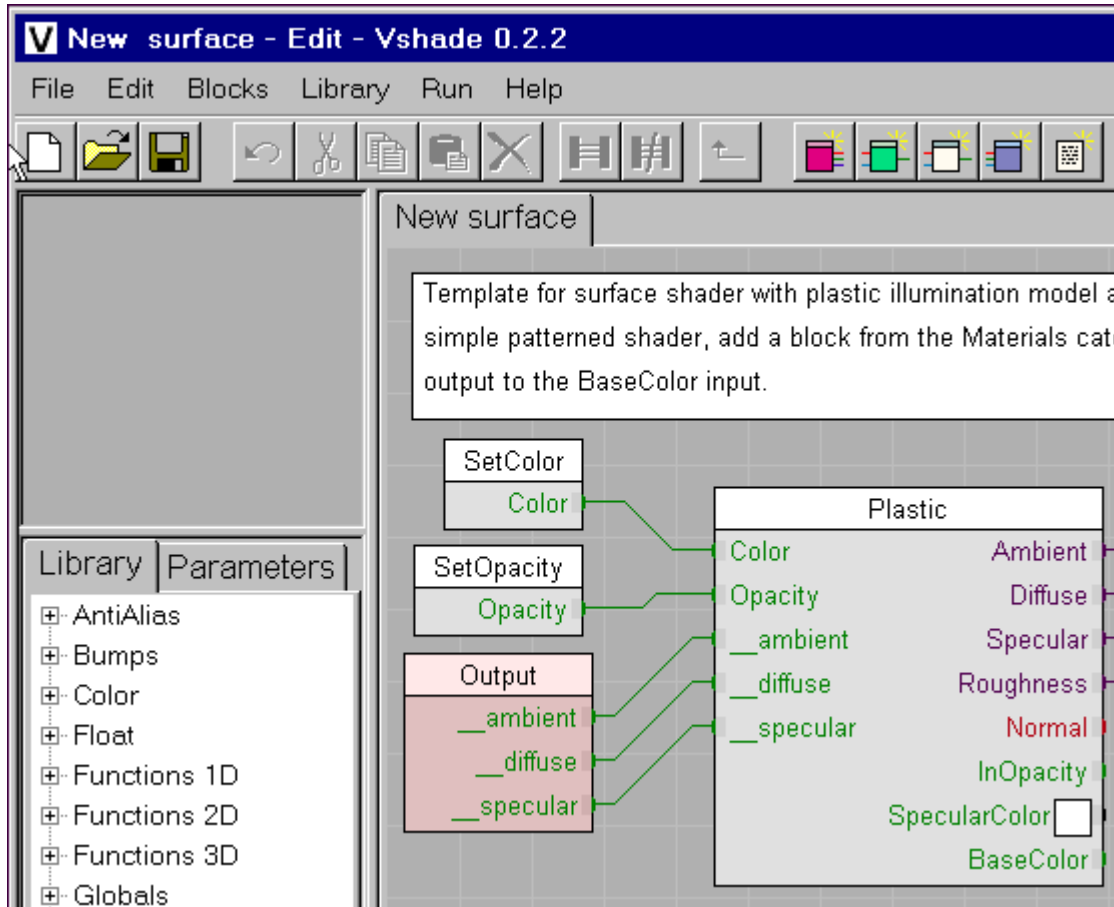 V New surface - Edit - Vshade 0.2.2
File Edit Blocks Library Run Help
New surface
Template for surface shader with plastic illumination model a
simple patterned shader, add a block from the Materials cat
output to the BaseColor input.
SetColor
Color
SetOpacity
Opacity
Output
__ambient
__diffuse
__specular
Plastic
Color Ambient
Opacity Diffuse
__ambient Specular
__diffuse Roughness
__specular Normal
InOpacity
SpecularColor
BaseColor
Library Parameters
AntiAlias
Bumps
Color
Float
Functions 1D
Functions 2D
Functions 3D
Globals